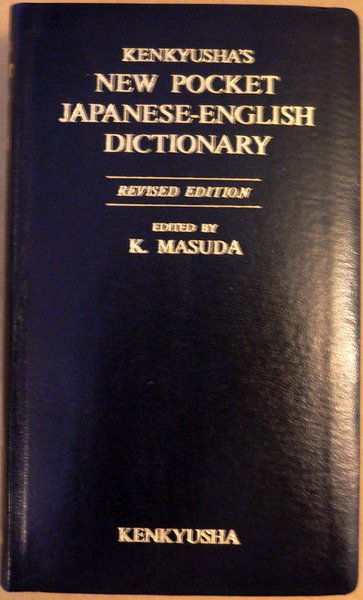 KENKYUSHA'S
NEW POCKET
JAPANESE-ENGLISH
DICTIONARY
REVISED EDITION
EDITED BY
K. MASUDA
KENKYUSHA